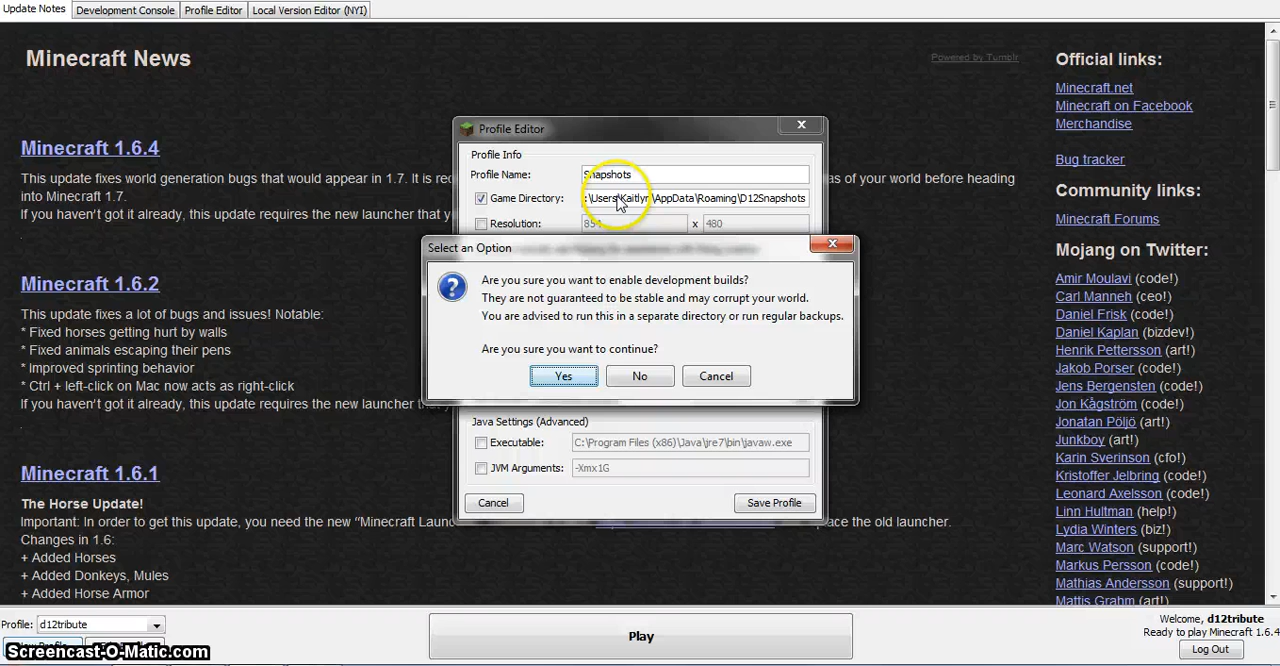 Update Notes Development Console Profile Editor Local Version Editor (NYI)
Minecraft News
Powered by Tumblr
Minecraft 1.6.4
This update fixes world generation bugs that would appear in 1.7. It is rec
as of your world before heading
into Minecraft 1.7.
If you haven't got it already, this update requires the new launcher that y
Minecraft 1.6.2
This update fixes a lot of bugs and issues! Notable:
* Fixed horses getting hurt by walls
* Fixed animals escaping their pens
* Improved sprinting behavior
* Ctrl + left-click on Mac now acts as right-click
If you haven't got it already, this update requires the new launcher that y
Minecraft 1.6.1
The Horse Update!
Important: In order to get this update, you need the new "Minecraft Laun
place the old launcher.
Changes in 1.6:
+ Added Horses
+ Added Donkeys, Mules
+ Added Horse Armor
Profile Editor
Profile Info
Profile Name: Snapshots
Game Directory: :\Users\Kaitlyn\AppData\Roaming\D12Snapshots
Resolution: 854 x 480
Select an Option
Are you sure you want to enable development builds?
They are not guaranteed to be stable and may corrupt your world.
You are advised to run this in a separate directory or run regular backups.
Are you sure you want to continue?
Yes No Cancel
Java Settings (Advanced)
Executable: C:\Program Files (x86)\Java\jre7\bin\javaw.exe
JVM Arguments: -Xmx1G
Cancel Save Profile
Official links:
Minecraft.net
Minecraft on Facebook
Merchandise
Bug tracker
Community links:
Minecraft Forums
Mojang on Twitter:
Amir Moulavi (code!)
Carl Manneh (ceo!)
Daniel Frisk (code!)
Daniel Kaplan (bizdev!)
Henrik Pettersson (art!)
Jakob Porser (code!)
Jens Bergensten (code!)
Jon Kågström (code!)
Jonatan Pöljö (art!)
Junkboy (art!)
Karin Severinson (cfo!)
Kristoffer Jelbring (code!)
Leonard Axelsson (code!)
Linn Hultman (help!)
Lydia Winters (biz!)
Marc Watson (support!)
Markus Persson (code!)
Mathias Andersson (support!)
Mattis Grahm (art!)
Profile: d12tribute
Play
Welcome, d12tribute
Ready to play Minecraft 1.6.4
Log Out
Screencast-O-Matic.com